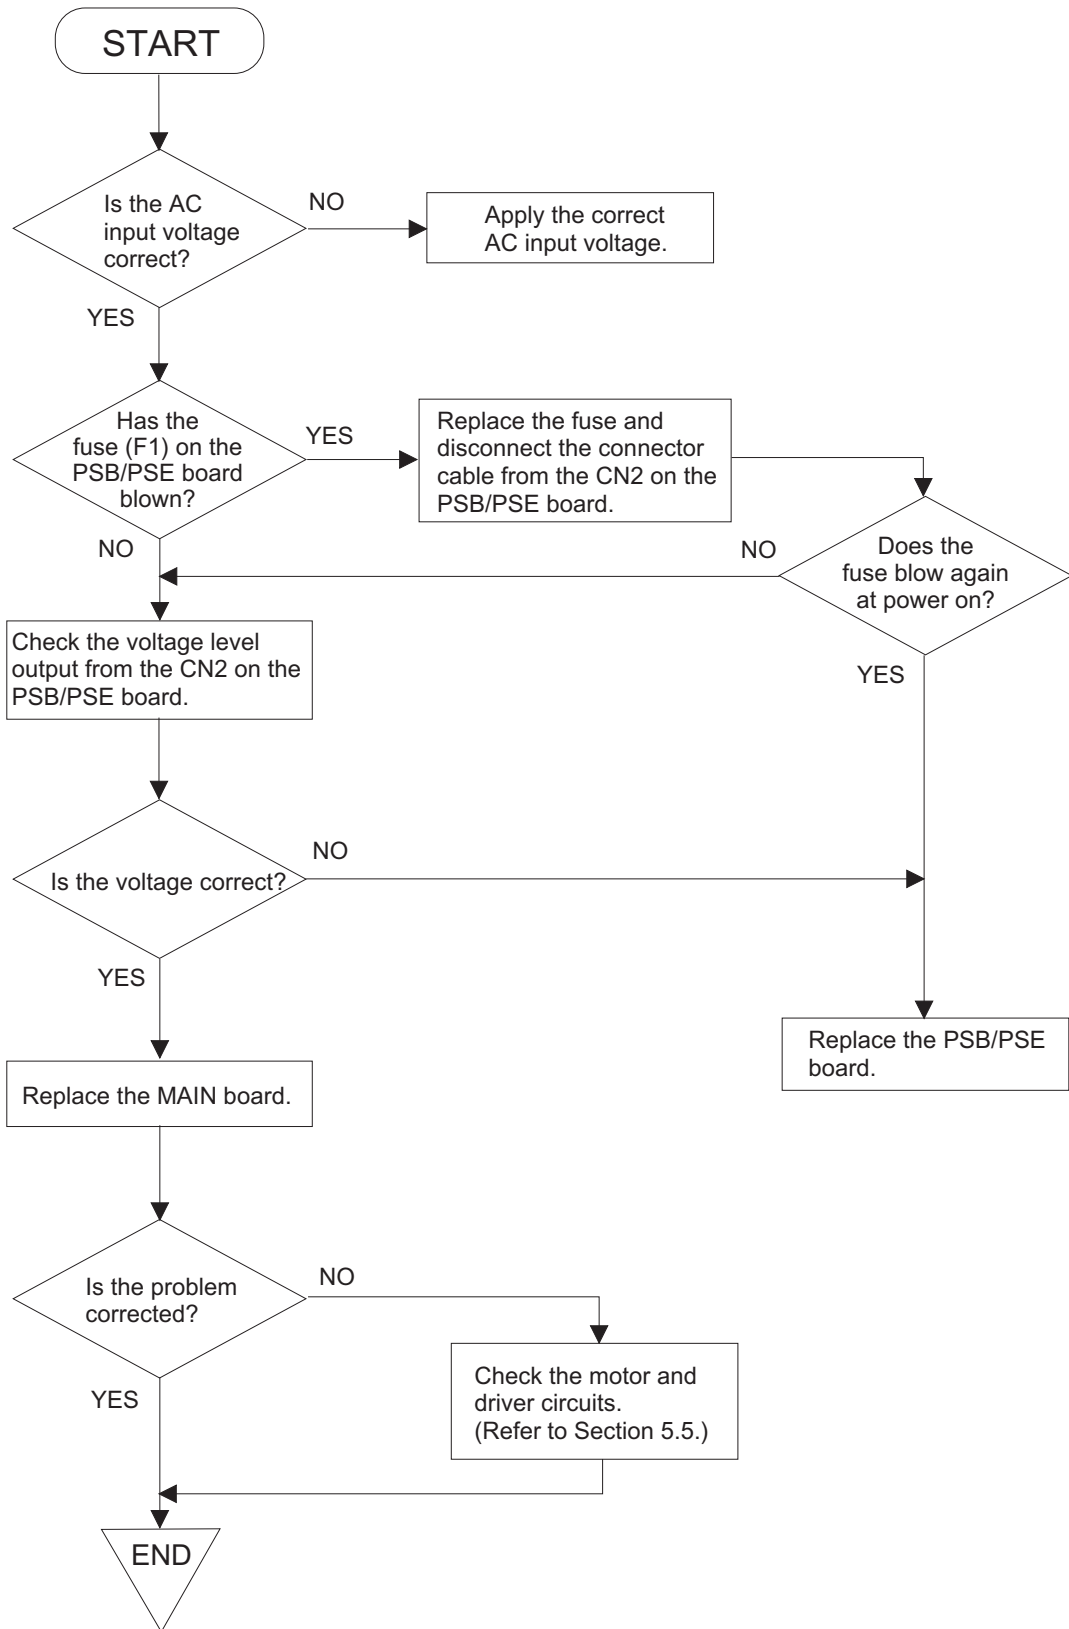 START
Is the AC
input voltage
correct?
NO
Apply the correct
AC input voltage.
YES
Has the
fuse (F1) on the
PSB/PSE board
blown?
YES
Replace the fuse and
disconnect the connector
cable from the CN2 on the
PSB/PSE board.
NO
NO
Does the
fuse blow again
at power on?
Check the voltage level
output from the CN2 on the
PSB/PSE board.
YES
Is the voltage correct?
NO
YES
Replace the PSB/PSE
board.
Replace the MAIN board.
Is the problem
corrected?
NO
Check the motor and
driver circuits.
(Refer to Section 5.5.)
YES
END